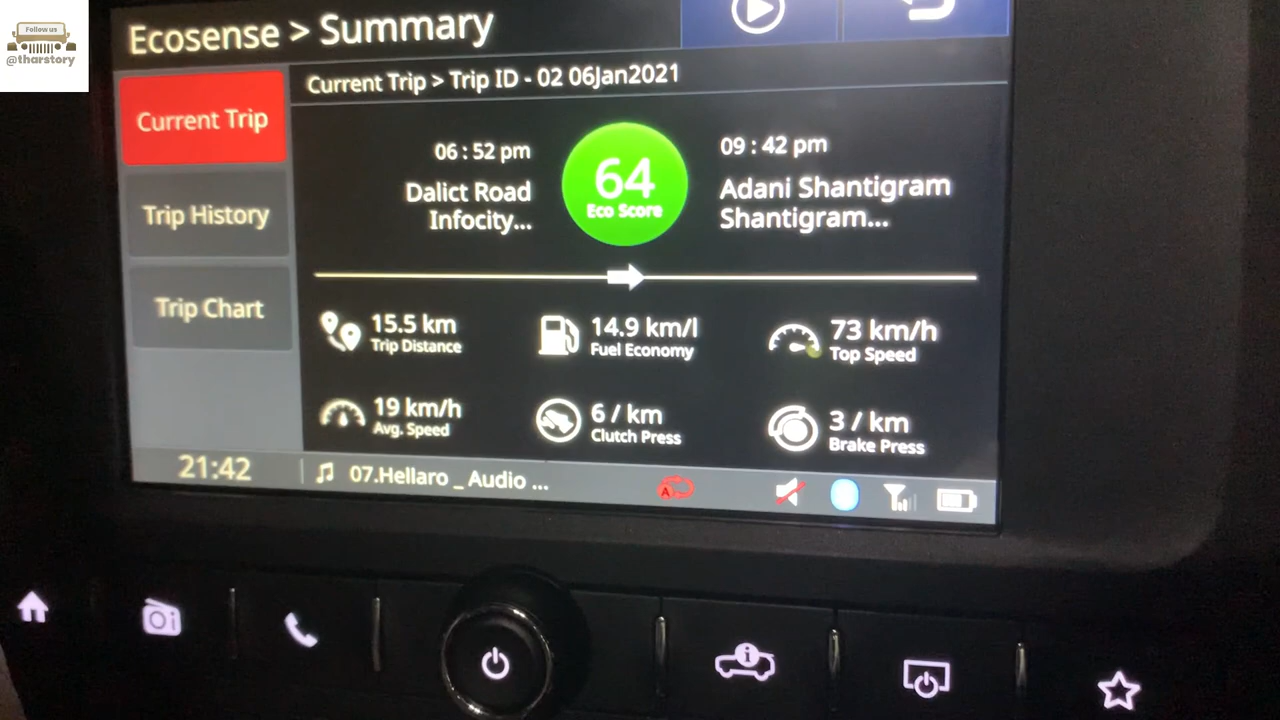 Follow us
@tharstory
Ecosense > Summary
Current Trip > Trip ID - 02 06Jan2021
Current Trip
Trip History
Trip Chart
06 : 52 pm
Dalict Road
Infocity...
64
Eco Score
09 : 42 pm
Adani Shantigram
Shantigram...
15.5 km
Trip Distance
14.9 km/l
Fuel Economy
73 km/h
Top Speed
19 km/h
Avg. Speed
6 / km
Clutch Press
3 / km
Brake Press
21:42
07.Hellaro _ Audio ...
A